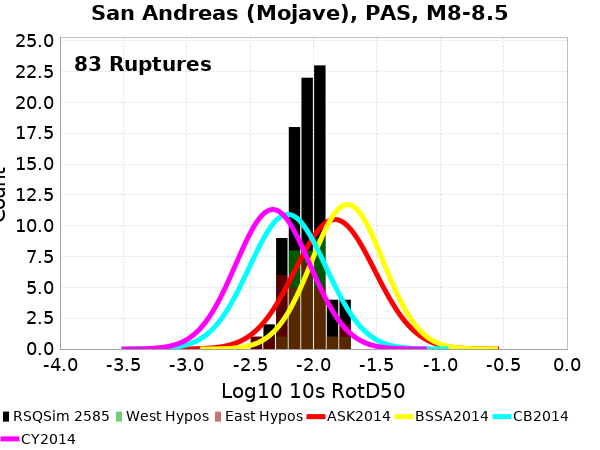 San Andreas (Mojave), PAS, M8-8.5
83 Ruptures
25.0
22.5
20.0
17.5
15.0
12.5
10.0
7.5
5.0
2.5
0.0
Count
-4.0 -3.5 -3.0 -2.5 -2.0 -1.5 -1.0 -0.5 0.0
Log10 10s RotD50
RSQSim 2585 West Hypos East Hypos ASK2014 BSSA2014 CB2014
CY2014